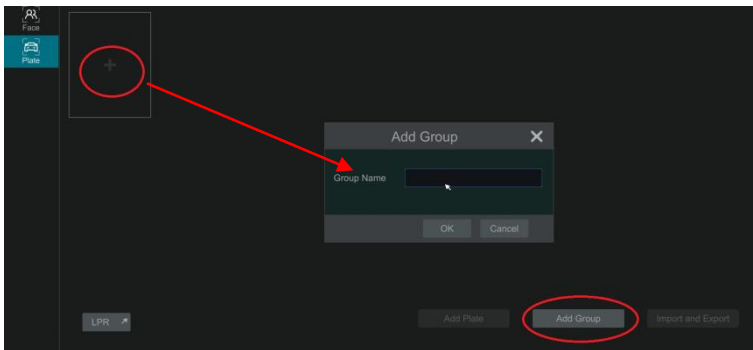 Face
Plate
Add Group
Group Name
OK Cancel
LPR
Add Plate Add Group Import and Export